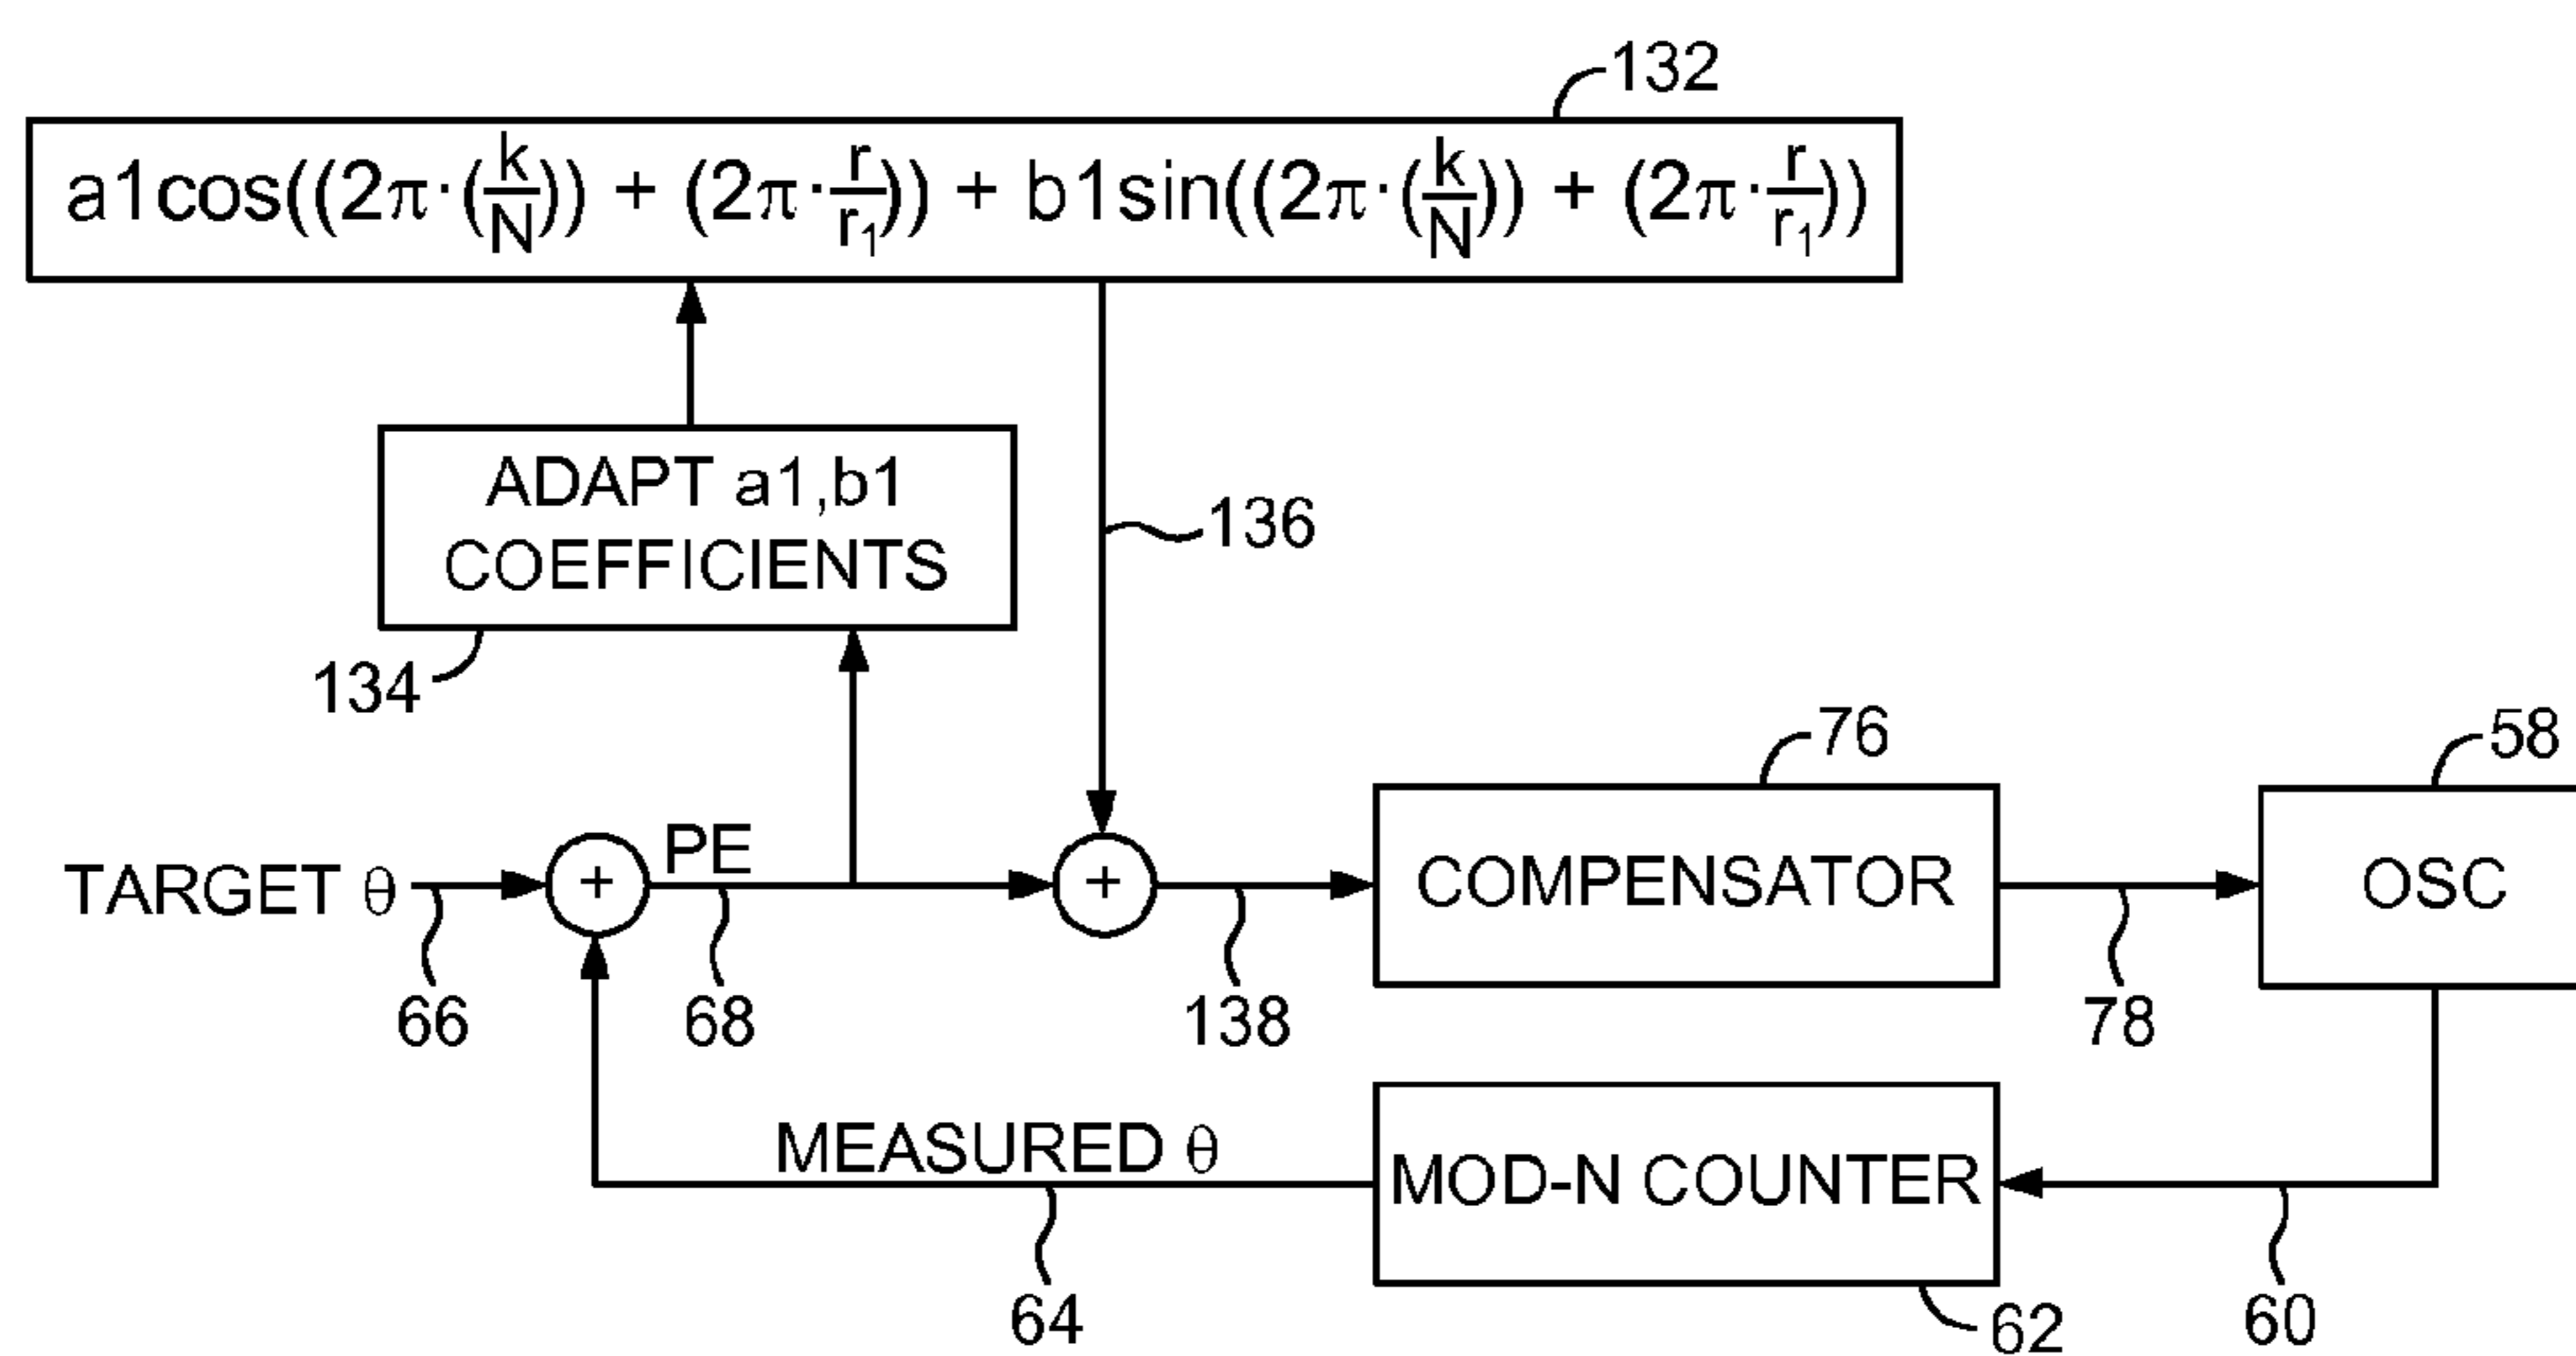 132
a1cos((2π·(k/N)) + (2π·r/r₁)) + b1sin((2π·(k/N)) + (2π·r/r₁))
ADAPT a1,b1
COEFFICIENTS
134
136
TARGET θ
66
+
PE
68
+
138
76
COMPENSATOR
78
58
OSC
MEASURED θ
64
MOD-N COUNTER
62
60